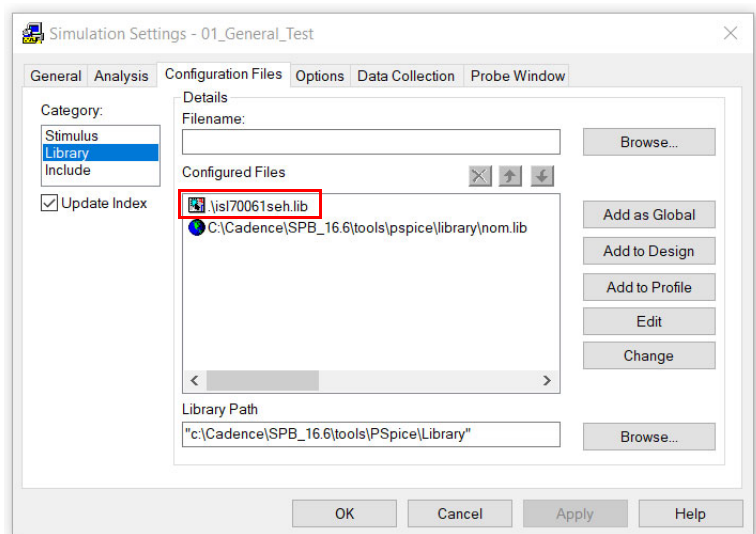 Simulation Settings - 01_General_Test
General Analysis Configuration Files Options Data Collection Probe Window
Category:
Stimulus
Library
Include
Update Index
Details
Filename:
Browse...
Configured Files
.\isl70061seh.lib
C:\Cadence\SPB_16.6\tools\pspice\library\nom.lib
Add as Global
Add to Design
Add to Profile
Edit
Change
Library Path
"c:\Cadence\SPB_16.6\tools\PSpice\Library"
Browse...
OK Cancel Apply Help